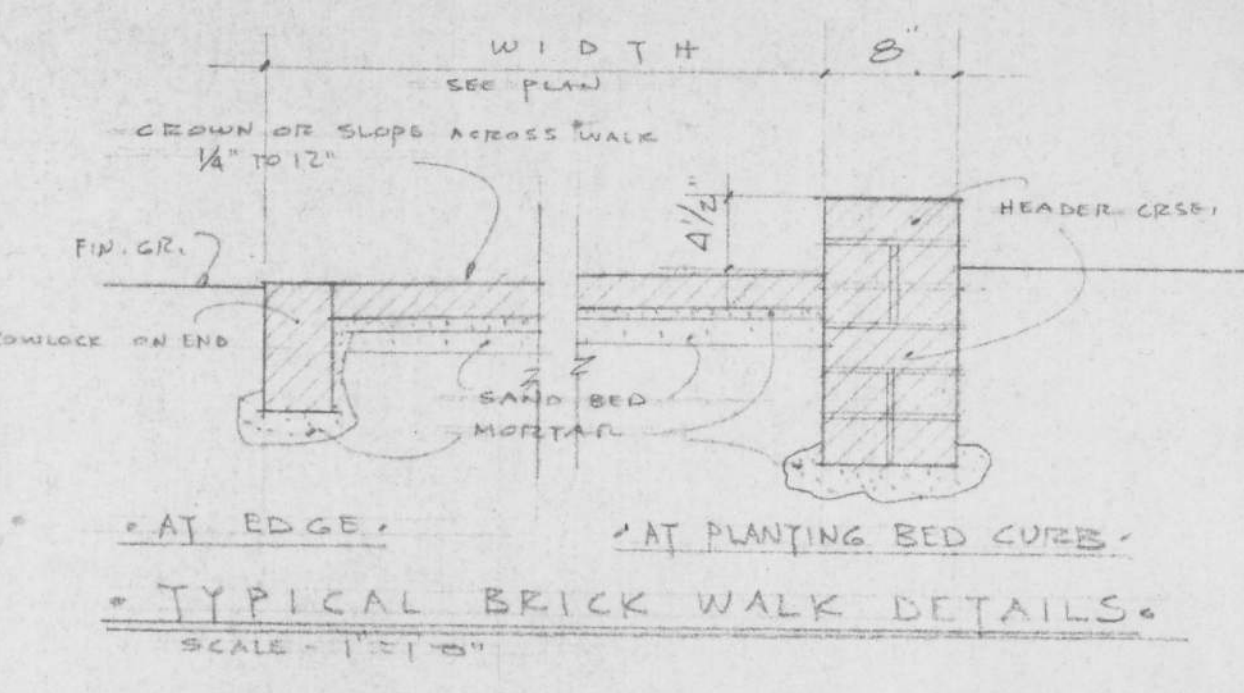 WIDTH
8"
SEE PLAN
CROWN OR SLOPE ACROSS WALK
1/4" TO 12"
4 1/2"
HEADER CRSE.
FIN. GR.
OWLOCK ON END
SAND BED
MORTAR
• AT EDGE •
• AT PLANTING BED CURB •
• TYPICAL BRICK WALK DETAILS •
SCALE - 1" = 1'-0"